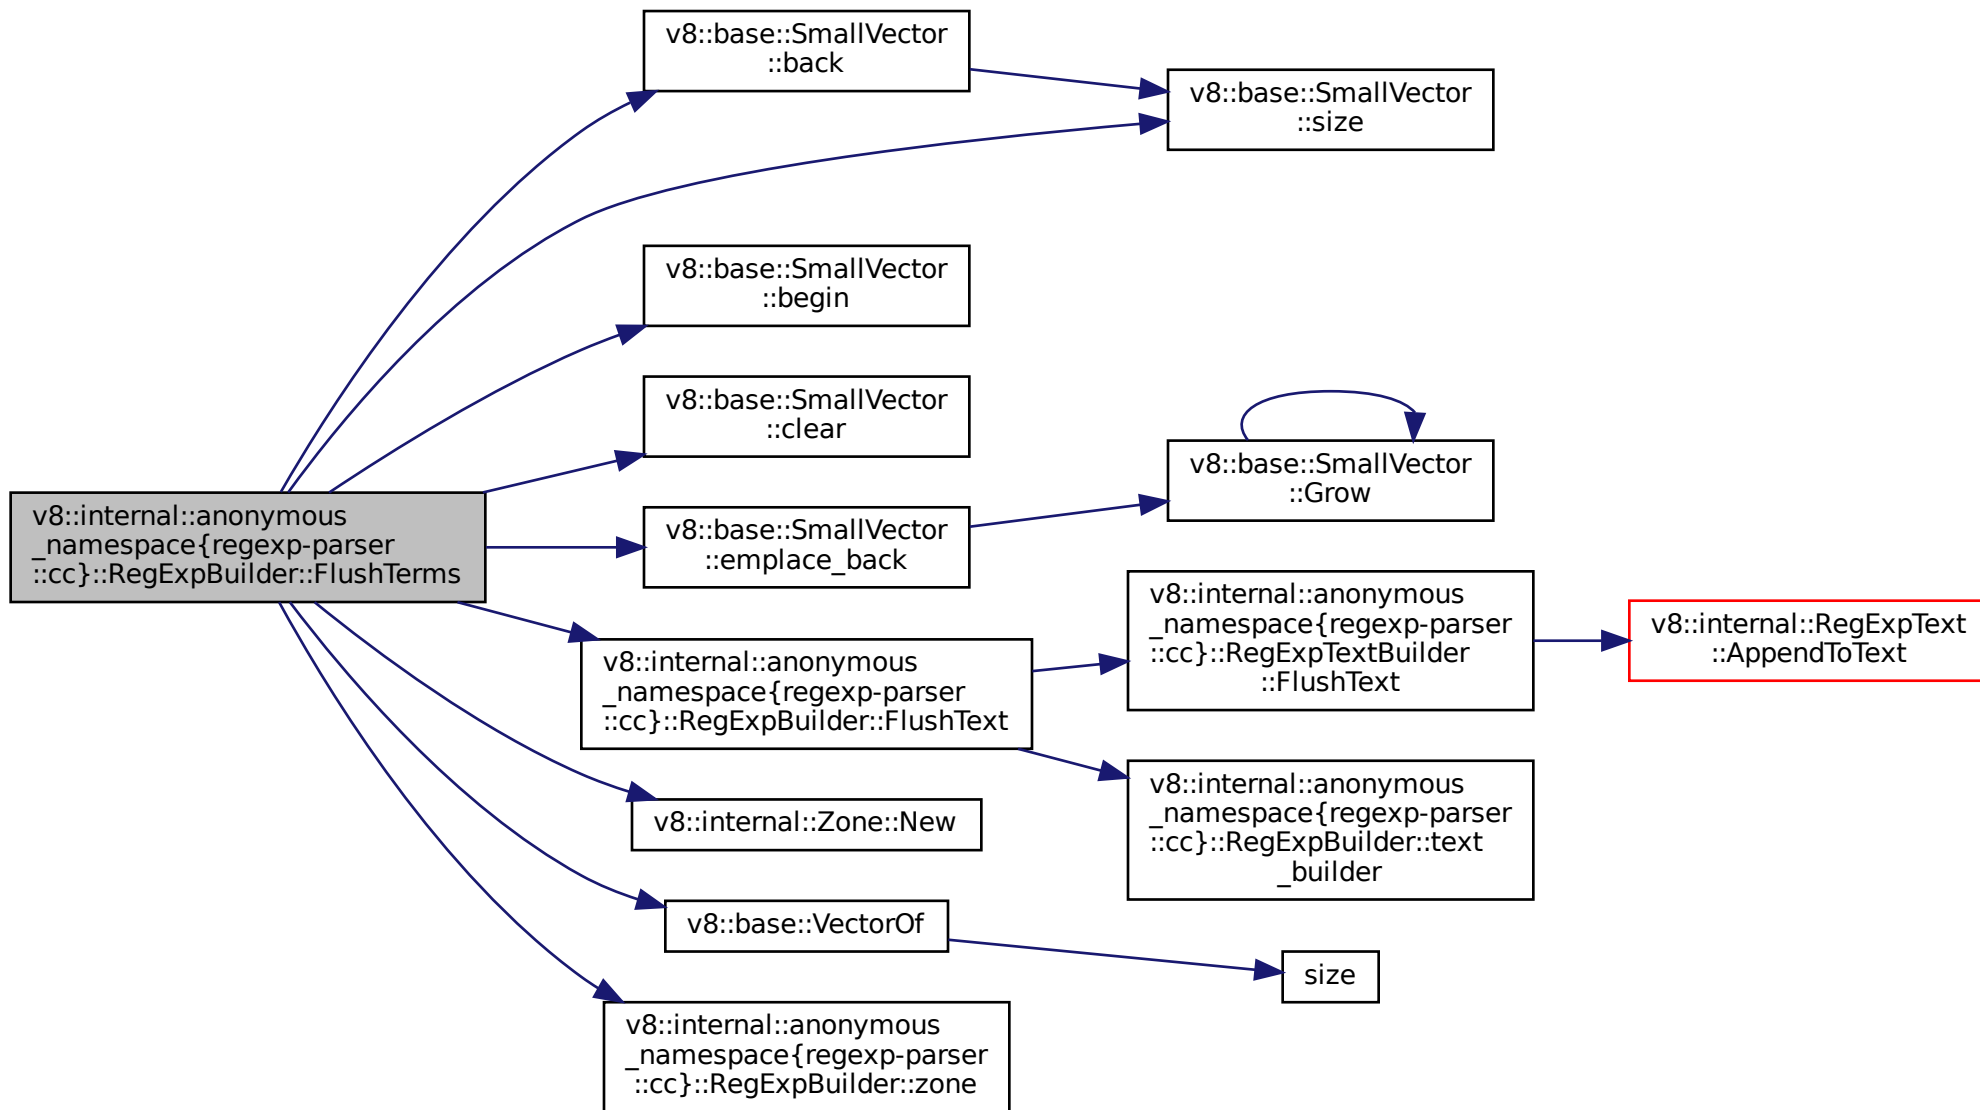 v8::base::SmallVector
::back
v8::base::SmallVector
::size
v8::base::SmallVector
::begin
v8::base::SmallVector
::clear
v8::base::SmallVector
::Grow
v8::internal::anonymous
_namespace{regexp-parser
::cc}::RegExpBuilder::FlushTerms
v8::base::SmallVector
::emplace_back
v8::internal::anonymous
_namespace{regexp-parser
::cc}::RegExpTextBuilder
::FlushText
v8::internal::RegExpText
::AppendToText
v8::internal::anonymous
_namespace{regexp-parser
::cc}::RegExpBuilder::FlushText
v8::internal::anonymous
_namespace{regexp-parser
::cc}::RegExpBuilder::text
_builder
v8::internal::Zone::New
v8::base::VectorOf
size
v8::internal::anonymous
_namespace{regexp-parser
::cc}::RegExpBuilder::zone